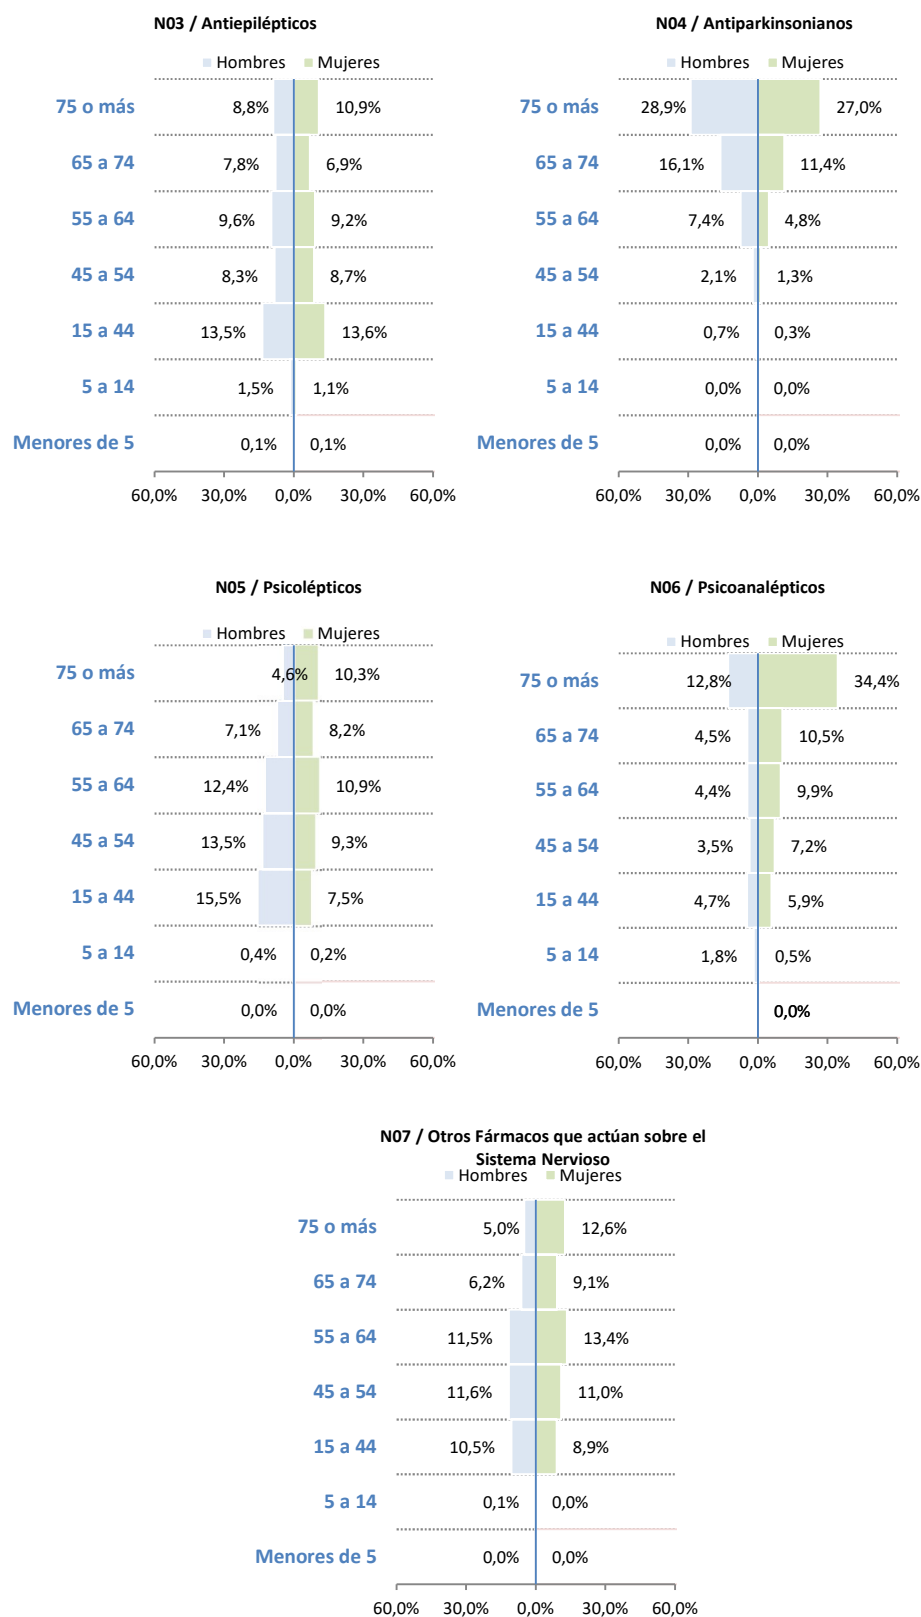 N03 / Antiepilépticos
Hombres Mujeres
75 o más 8,8% 10,9%
65 a 74 7,8% 6,9%
55 a 64 9,6% 9,2%
45 a 54 8,3% 8,7%
15 a 44 13,5% 13,6%
5 a 14 1,5% 1,1%
Menores de 5 0,1% 0,1%
60,0% 30,0% 0,0% 30,0% 60,0%
N04 / Antiparkinsonianos
Hombres Mujeres
28,9% 27,0%
75 o más
65 a 74 16,1% 11,4%
55 a 64 7,4% 4,8%
45 a 54 2,1% 1,3%
15 a 44 0,7% 0,3%
5 a 14 0,0% 0,0%
Menores de 5 0,0% 0,0%
60,0% 30,0% 0,0% 30,0% 60,0%
N05 / Psicolépticos
Hombres Mujeres
75 o más 4,6% 10,3%
65 a 74 7,1% 8,2%
55 a 64 12,4% 10,9%
45 a 54 13,5% 9,3%
15 a 44 15,5% 7,5%
5 a 14 0,4% 0,2%
Menores de 5 0,0% 0,0%
60,0% 30,0% 0,0% 30,0% 60,0%
N06 / Psicoanalépticos
Hombres Mujeres
75 o más 12,8% 34,4%
65 a 74 4,5% 10,5%
55 a 64 4,4% 9,9%
45 a 54 3,5% 7,2%
15 a 44 4,7% 5,9%
5 a 14 1,8% 0,5%
Menores de 5 0,0%
60,0% 30,0% 0,0% 30,0% 60,0%
N07 / Otros Fármacos que actúan sobre el
Sistema Nervioso
Hombres Mujeres
75 o más 5,0% 12,6%
65 a 74 6,2% 9,1%
55 a 64 11,5% 13,4%
45 a 54 11,6% 11,0%
15 a 44 10,5% 8,9%
5 a 14 0,1% 0,0%
Menores de 5 0,0% 0,0%
60,0% 30,0% 0,0% 30,0% 60,0%